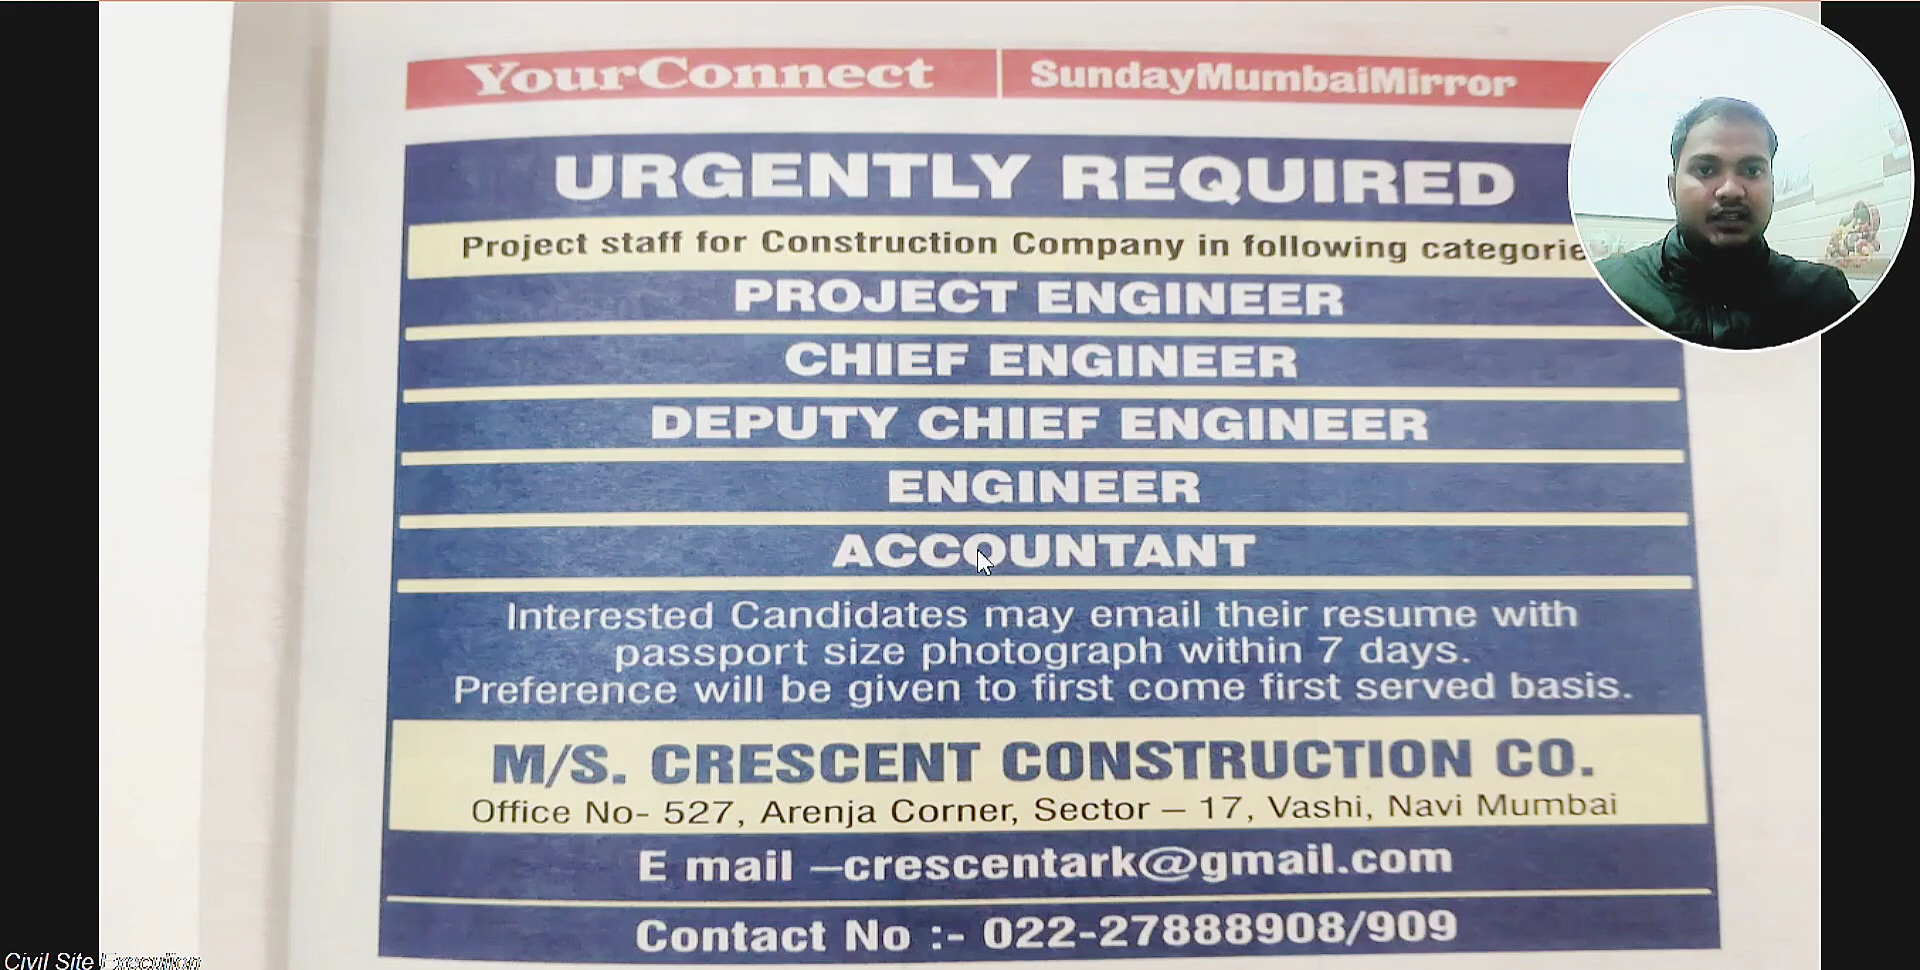 YourConnect
SundayMumbaiMirror
URGENTLY REQUIRED
Project staff for Construction Company in following categorie
PROJECT ENGINEER
CHIEF ENGINEER
DEPUTY CHIEF ENGINEER
ENGINEER
ACCOUNTANT
Interested Candidates may email their resume with
passport size photograph within 7 days.
Preference will be given to first come first served basis.
M/S. CRESCENT CONSTRUCTION CO.
Office No- 527, Arenja Corner, Sector – 17, Vashi, Navi Mumbai
E mail –crescentark@gmail.com
Contact No :- 022-27888908/909
Civil Site Execution